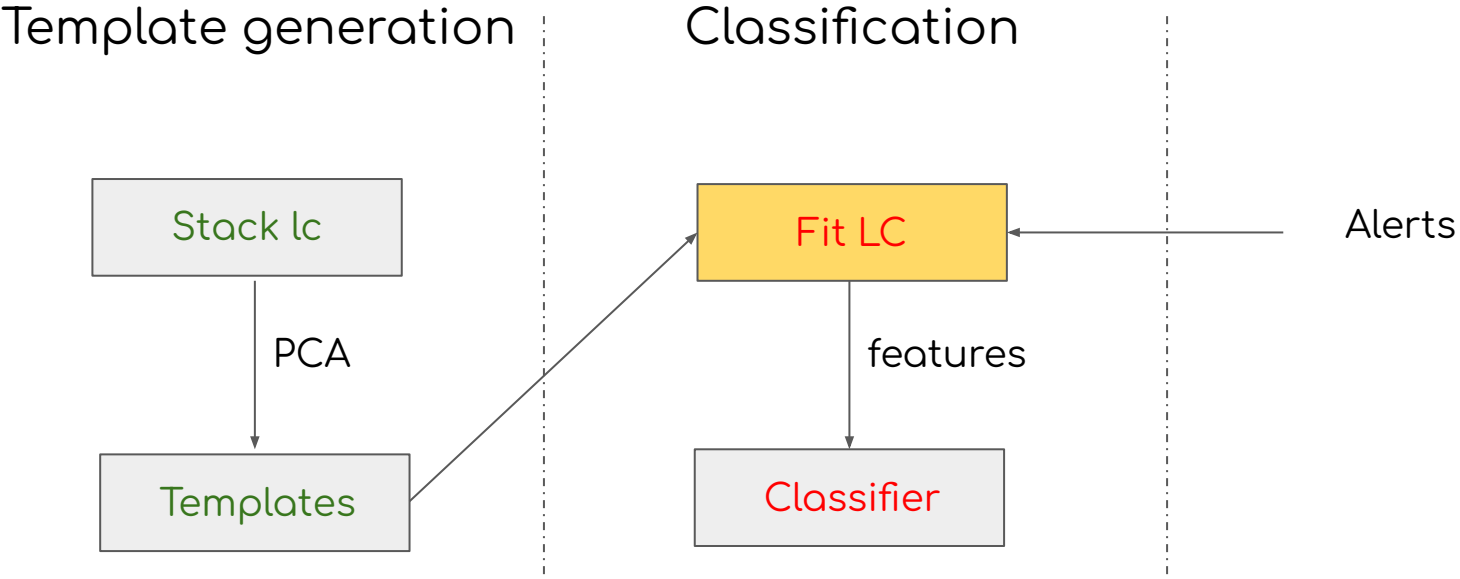 Template generation
Classification
Stack lc
Fit LC
Alerts
PCA
features
Templates
Classifier